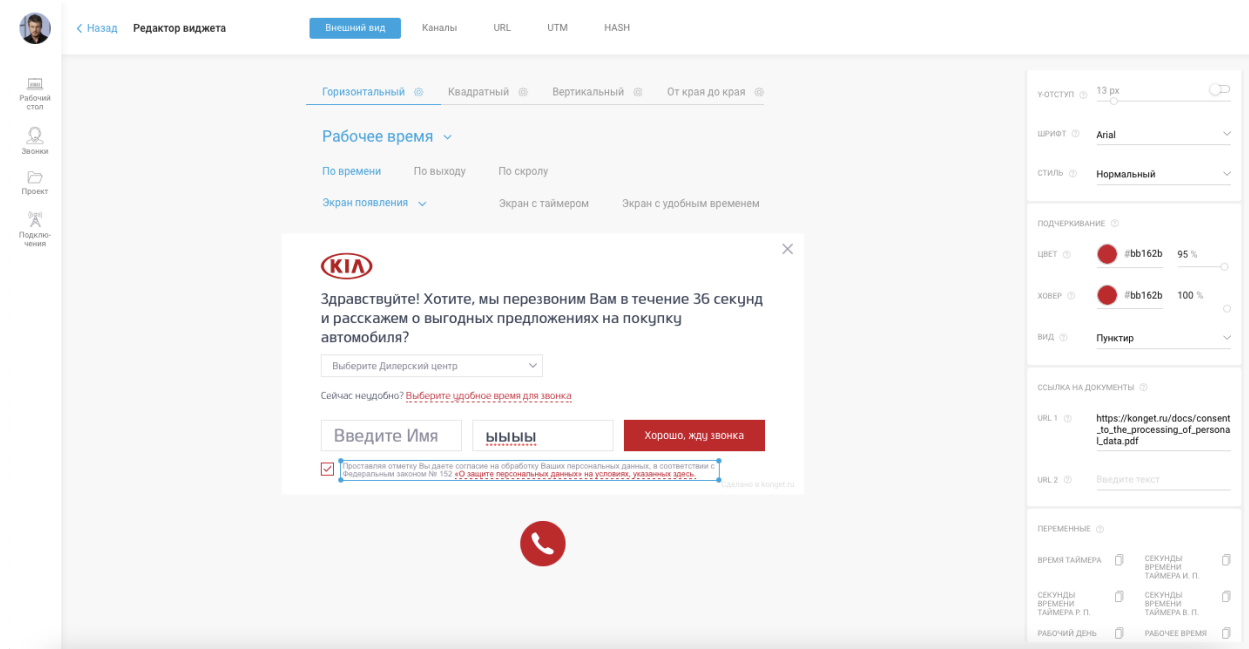 Назад
Редактор виджета
Внешний вид
Каналы
URL
UTM
HASH
Рабочий
стол
Звонки
Проект
Подклю-
чения
Горизонтальный
Квадратный
Вертикальный
От края до края
Рабочее время
По времени
По выходу
По скролу
Экран появления
Экран с таймером
Экран с удобным временем
KIA
Здравствуйте! Хотите, мы перезвоним Вам в течение 36 секунд
и расскажем о выгодных предложениях на покупку
автомобиля?
Выберите Дилерский центр
Сейчас неудобно? Выберите удобное время для звонка
Введите Имя
ыыыы
Хорошо, жду звонка
Проставляя отметку Вы даете согласие на обработку Ваших персональных данных, в соответствии с
Федеральным законом № 152 «О защите персональных данных» на условиях, указанных здесь.
Сделано в konget.ru
Y-ОТСТУП
13 px
ШРИФТ
Arial
СТИЛЬ
Нормальный
ПОДЧЕРКИВАНИЕ
ЦВЕТ
#bb162b
95 %
ХОВЕР
#bb162b
100 %
ВИД
Пунктир
ССЫЛКА НА ДОКУМЕНТЫ
URL 1
https://konget.ru/docs/consent
_to_the_processing_of_persona
l_data.pdf
URL 2
Введите текст
ПЕРЕМЕННЫЕ
ВРЕМЯ ТАЙМЕРА
СЕКУНДЫ
ВРЕМЕНИ
ТАЙМЕРА И. П.
СЕКУНДЫ
ВРЕМЕНИ
ТАЙМЕРА Р. П.
СЕКУНДЫ
ВРЕМЕНИ
ТАЙМЕРА В. П.
РАБОЧИЙ ДЕНЬ
РАБОЧЕЕ ВРЕМЯ